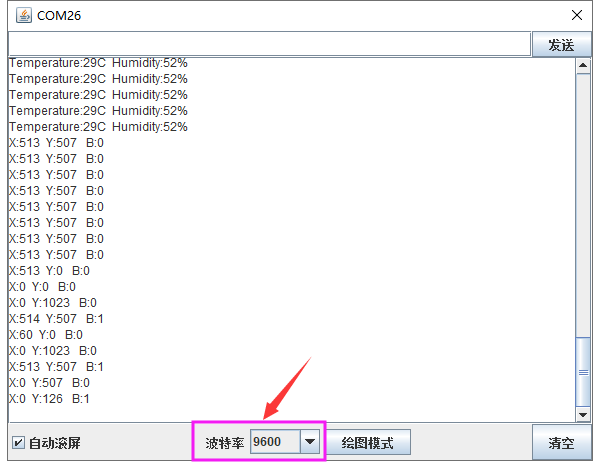 COM26
发送
Temperature:29C Humidity:52%
Temperature:29C Humidity:52%
Temperature:29C Humidity:52%
Temperature:29C Humidity:52%
Temperature:29C Humidity:52%
X:513 Y:507 B:0
X:513 Y:507 B:0
X:513 Y:507 B:0
X:513 Y:507 B:0
X:513 Y:507 B:0
X:513 Y:507 B:0
X:513 Y:507 B:0
X:513 Y:507 B:0
X:513 Y:0 B:0
X:0 Y:0 B:0
X:0 Y:1023 B:0
X:514 Y:507 B:1
X:60 Y:0 B:0
X:0 Y:1023 B:0
X:513 Y:507 B:1
X:0 Y:507 B:0
X:0 Y:126 B:1
自动滚屏 波特率 9600 绘图模式 清空